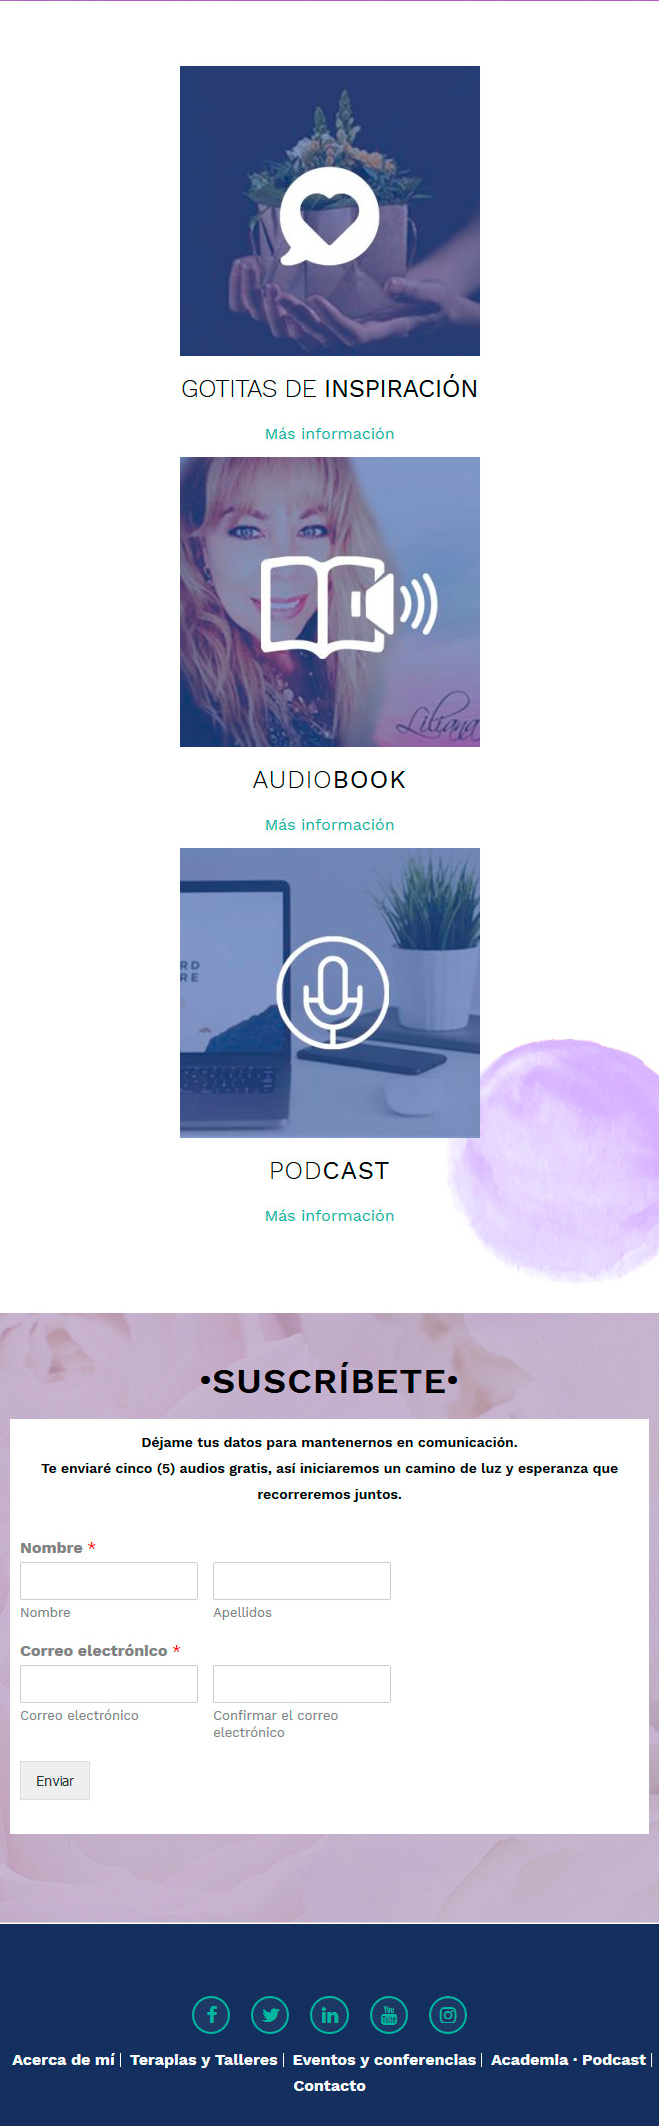 GOTITAS DE INSPIRACIÓN
Más información
Liliana
AUDIOBOOK
Más información
RD
RE
PODCAST
Más información
•SUSCRÍBETE•
Déjame tus datos para mantenernos en comunicación.
Te enviaré cinco (5) audios gratis, así iniciaremos un camino de luz y esperanza que
recorreremos juntos.
Nombre *
Nombre Apellidos
Correo electrónico *
Correo electrónico Confirmar el correo
electrónico
Enviar
You
Tube
Acerca de mí | Terapias y Talleres | Eventos y conferencias | Academia · Podcast |
Contacto